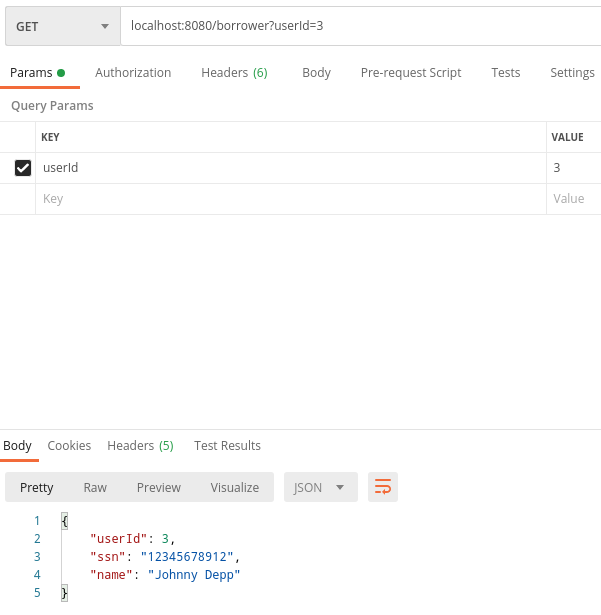 GET localhost:8080/borrower?userId=3
Params Authorization Headers (6) Body Pre-request Script Tests Settings
Query Params
KEY VALUE
userId 3
Key Value
Body Cookies Headers (5) Test Results
Pretty Raw Preview Visualize JSON
1 {
2 "userId": 3,
3 "ssn": "12345678912",
4 "name": "Johnny Depp"
5 }